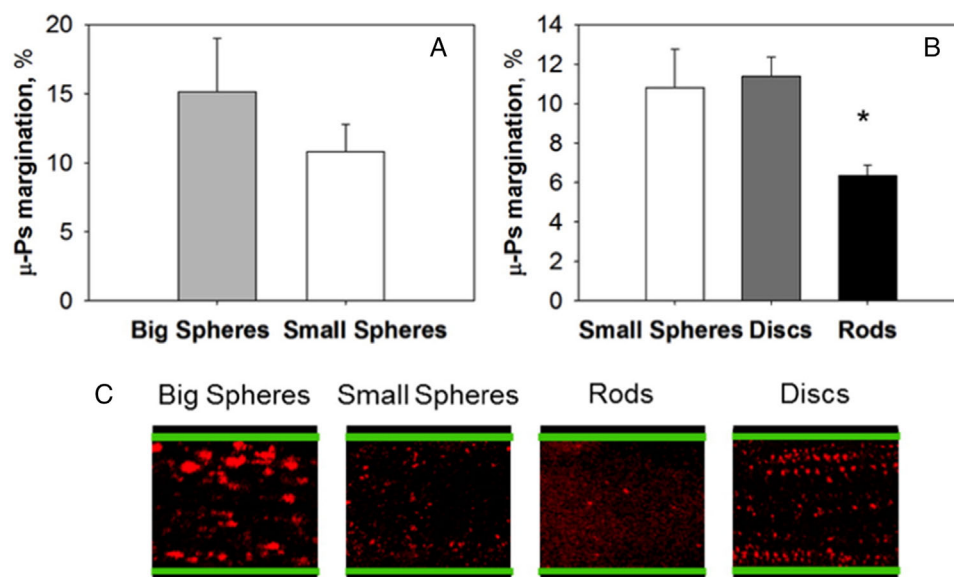 A
μ-Ps margination, %
20
15
10
5
0
Big Spheres Small Spheres
B
μ-Ps margination, %
14
12
10
8
6
4
2
0
*
Small Spheres Discs Rods
C
Big Spheres Small Spheres Rods Discs